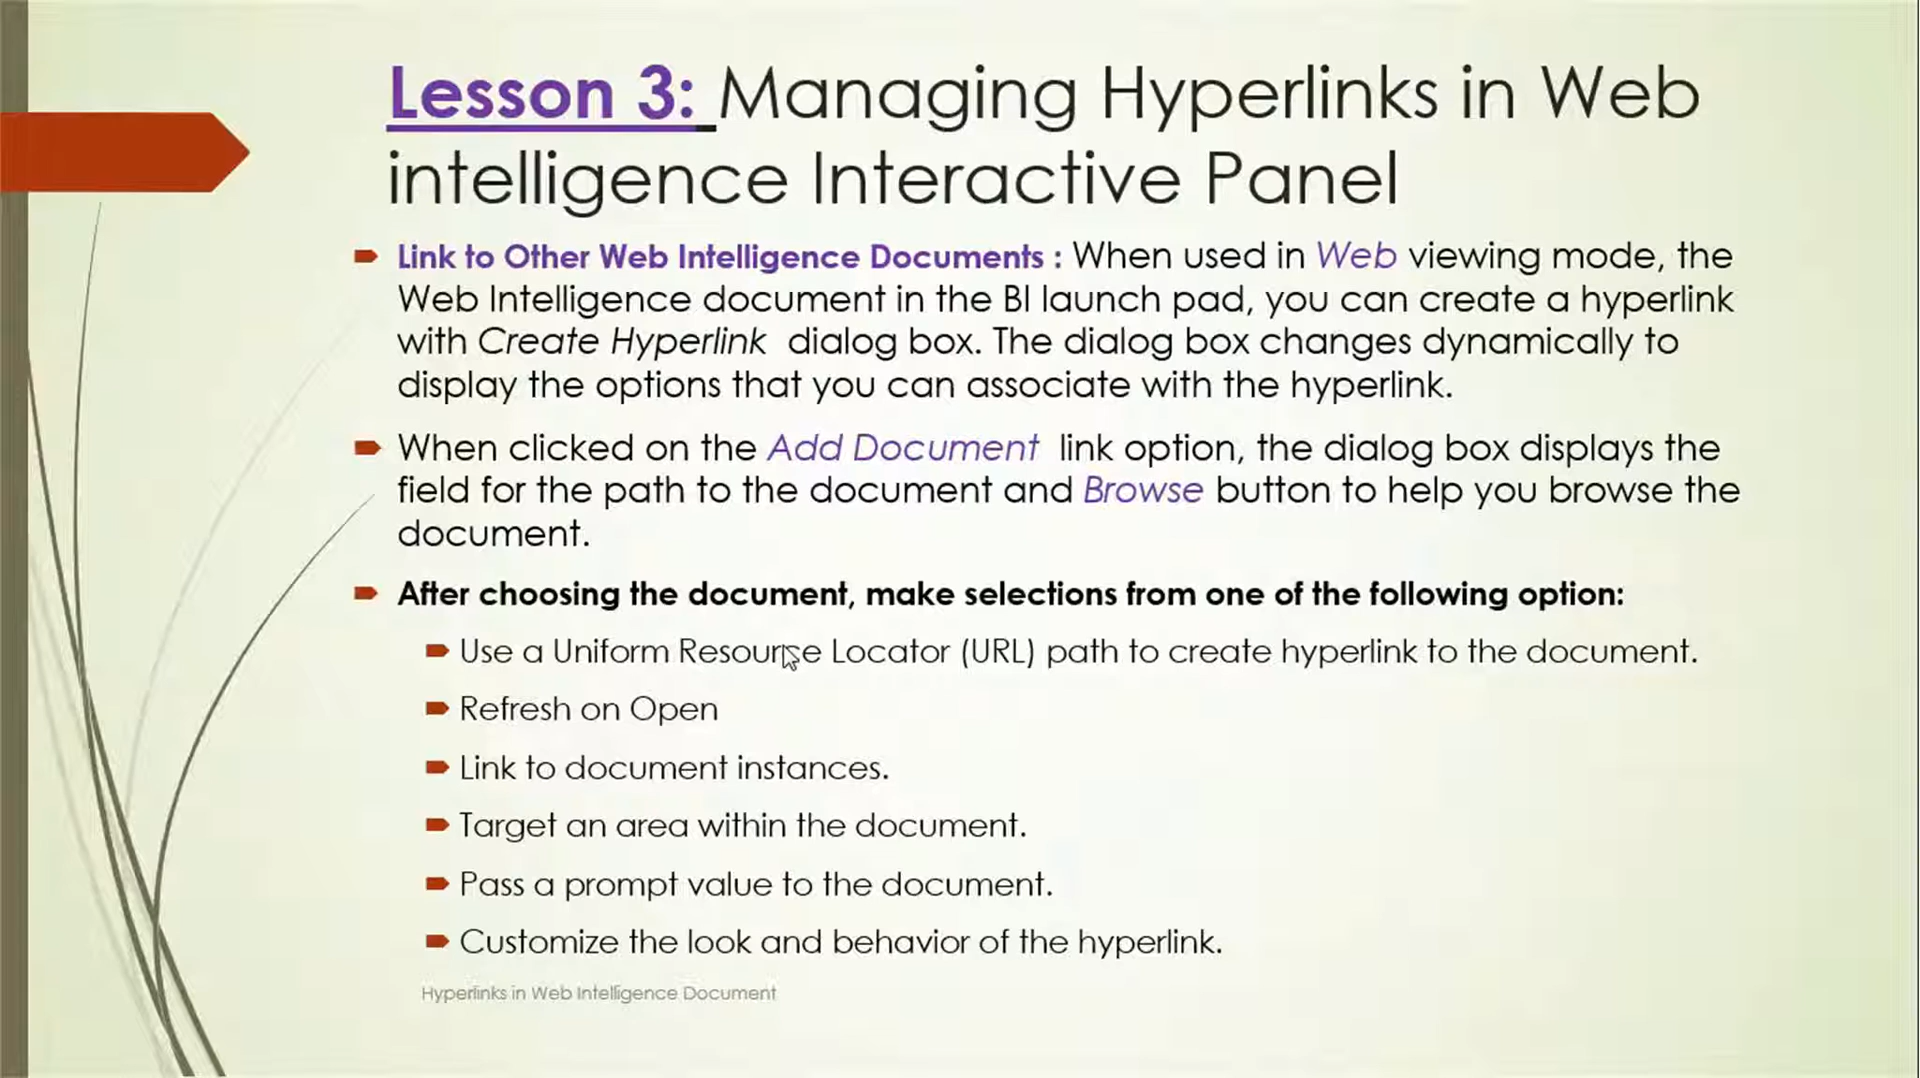 Lesson 3: Managing Hyperlinks in Web
intelligence Interactive Panel
Link to Other Web Intelligence Documents : When used in Web viewing mode, the
Web Intelligence document in the BI launch pad, you can create a hyperlink
with Create Hyperlink dialog box. The dialog box changes dynamically to
display the options that you can associate with the hyperlink.
When clicked on the Add Document link option, the dialog box displays the
field for the path to the document and Browse button to help you browse the
document.
After choosing the document, make selections from one of the following option:
Use a Uniform Resource Locator (URL) path to create hyperlink to the document.
Refresh on Open
Link to document instances.
Target an area within the document.
Pass a prompt value to the document.
Customize the look and behavior of the hyperlink.
Hyperlinks in Web Intelligence Document